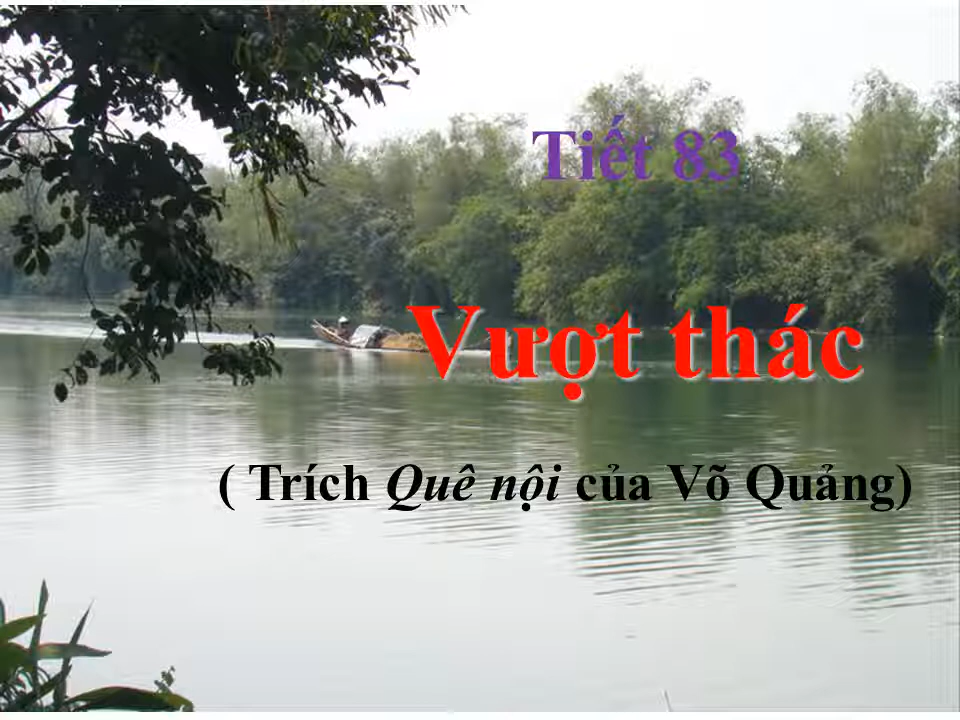 Tiết 83
Vượt thác
( Trích Quê nội của Võ Quảng)